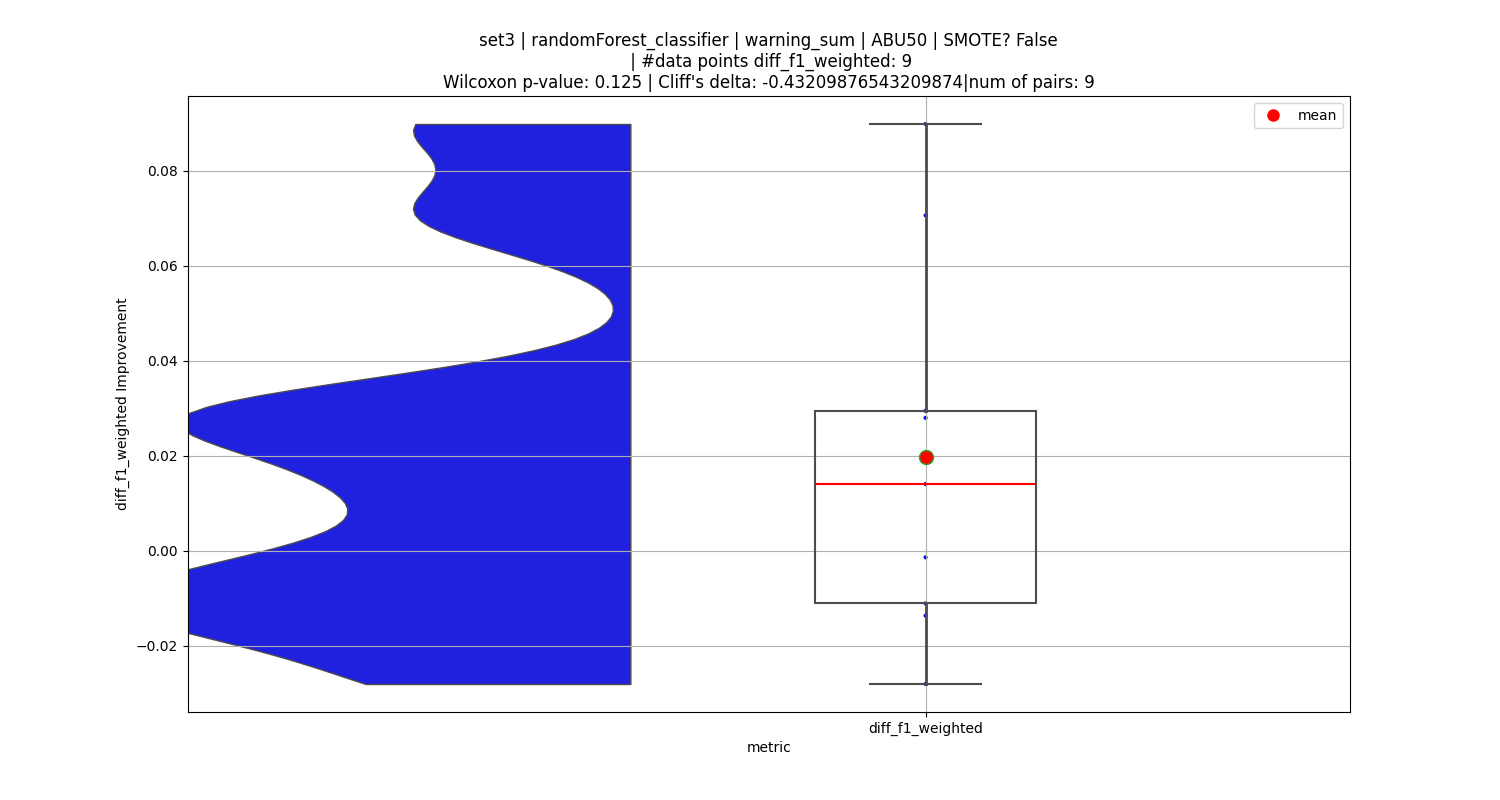 set3 | randomForest_classifier | warning_sum | ABU50 | SMOTE? False
| #data points diff_f1_weighted: 9
Wilcoxon p-value: 0.125 | Cliff's delta: -0.43209876543209874|num of pairs: 9
mean
0.08
0.06
0.04
0.02
0.00
−0.02
diff_f1_weighted Improvement
diff_f1_weighted
metric